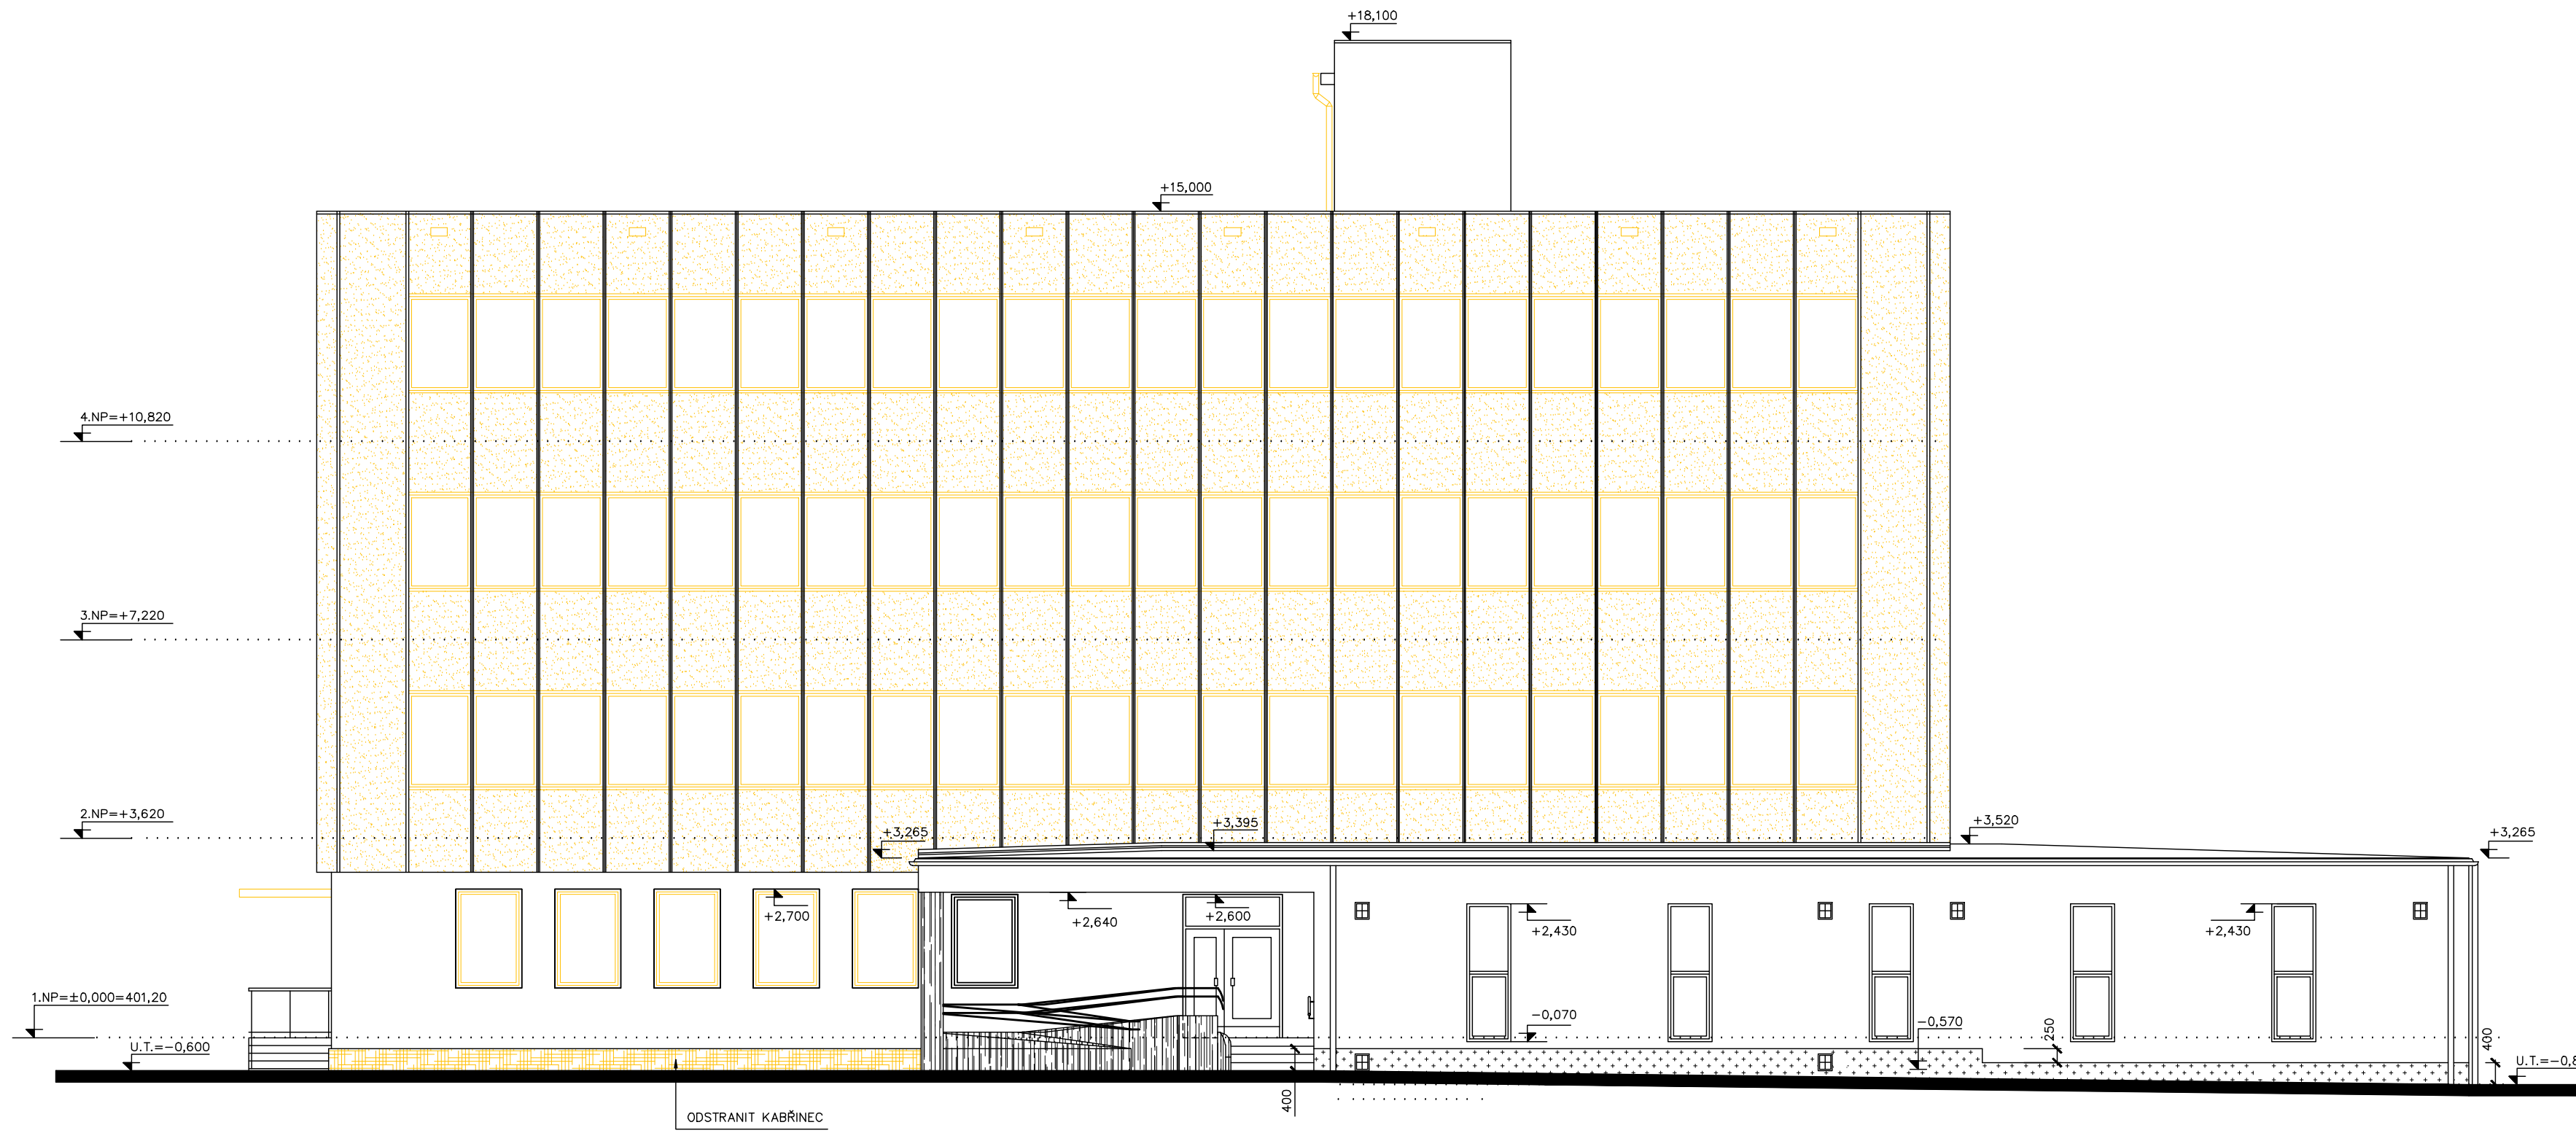 +18,100
+15,000
4.NP=+10,820
3.NP=+7,220
2.NP=+3,620
+3,265
+3,395
+3,520
+3,265
+2,700
+2,640
+2,600
+2,430
+2,430
1.NP=±0,000=401,20
-0,070
-0,570
250
400
U.T.=-0,600
U.T.=-0,8
400
ODSTRANIT KABŘINEC